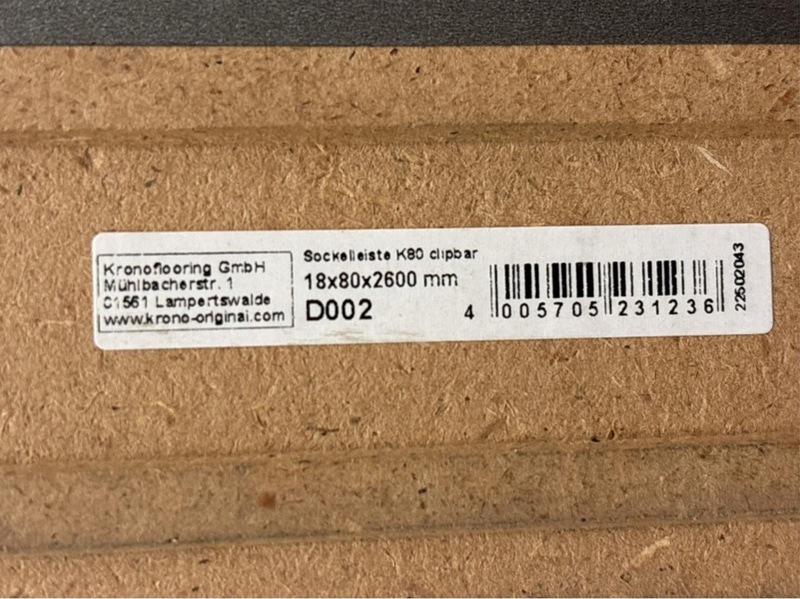 Kronoflooring GmbH
Mühlbacherstr. 1
01561 Lampertswalde
www.krono-original.com
Sockelleiste K80 clipbar
18x80x2600 mm
D002
4 005705 231236
22502043